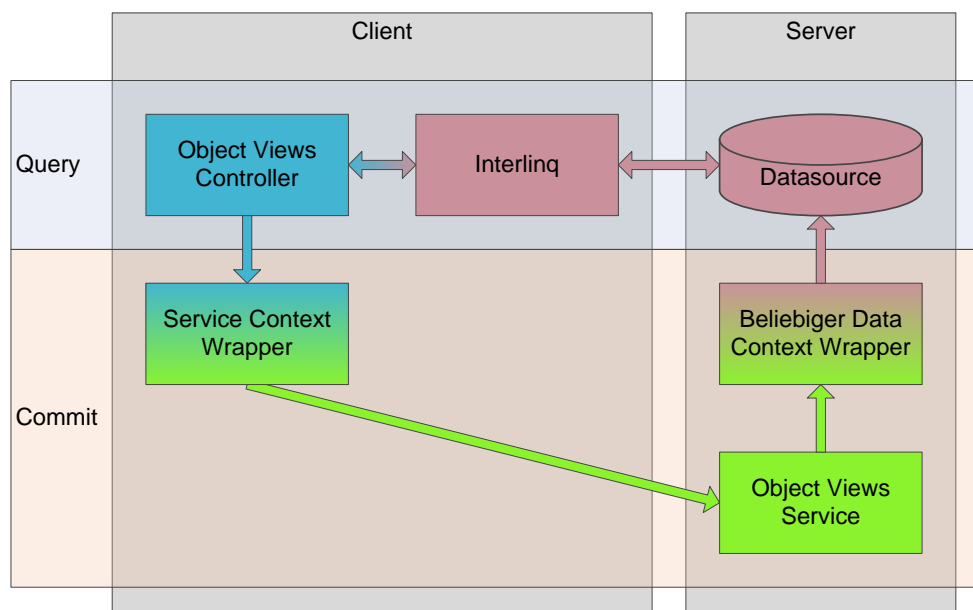 Client
Server
Query
Object Views
Controller
Interlinq
Datasource
Service Context
Wrapper
Beliebiger Data
Context Wrapper
Commit
Object Views
Service